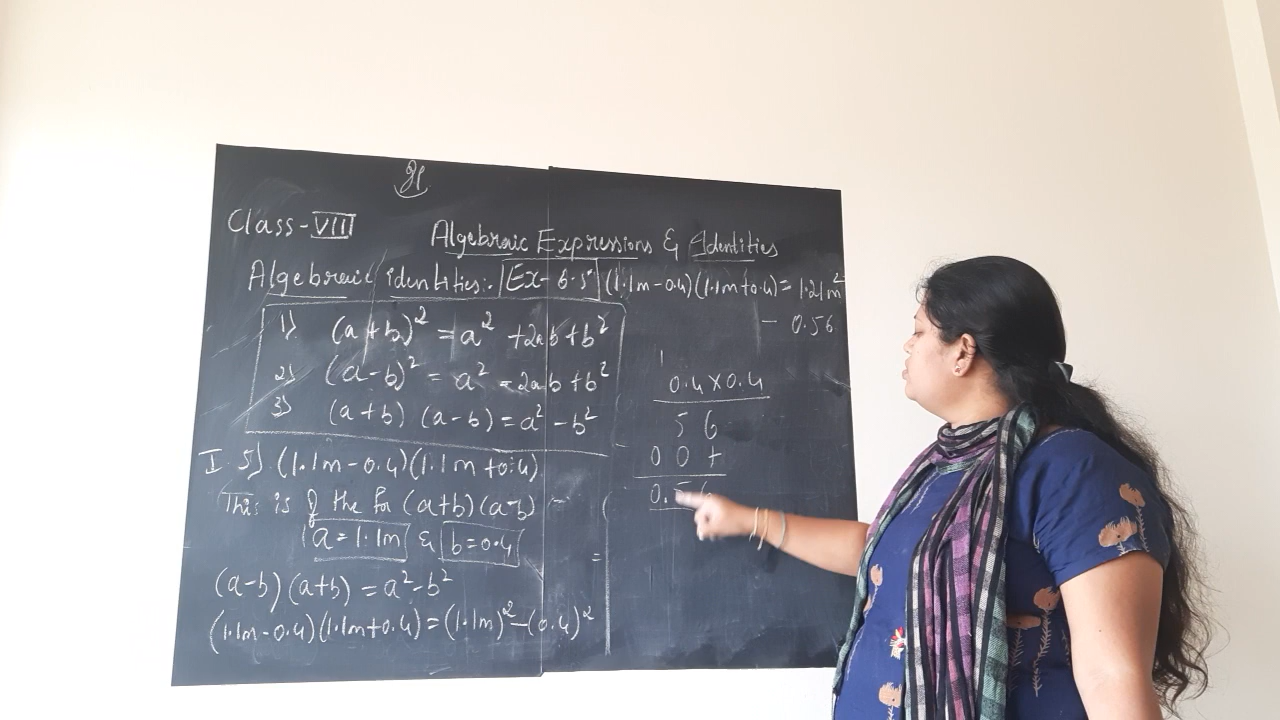 Class-VIII
Algebraic Expressions & Identities
Algebraic identities:- Ex-6.5
1) (a+b)² = a² +2ab+b²
2) (a-b)² = a² =2ab+b²
3) (a+b) (a-b) = a²-b²
I 5) (1.1m-0.4)(1.1m+0.4)
This is of the for (a+b)(a-b)
a=1.1m & b=0.4
(a-b)(a+b) = a²-b²
(1.1m-0.4)(1.1m+0.4) = (1.1m)²-(0.4)²
(1.1m-0.4)(1.1m+0.4) = 1.21m²
- 0.56
1
0.4×0.4
5 6
0 0 +
0.56
=